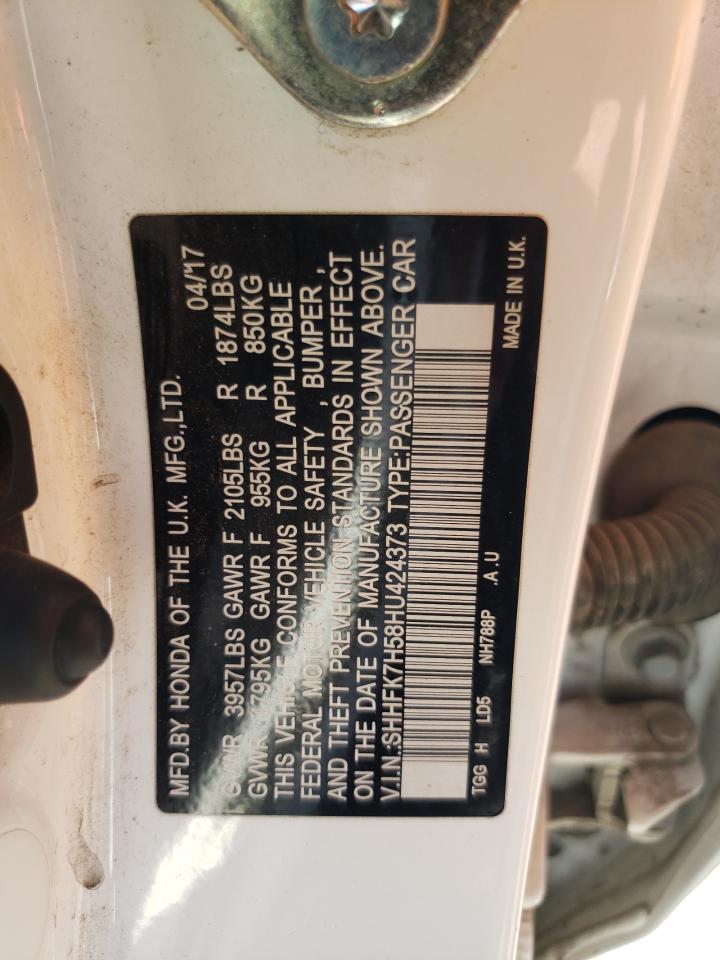 MFD.BY HONDA OF THE U.K. MFG.,LTD. 04/17
GVWR 3957LBS GAWR F 2105LBS R 1874LBS
GVWR 1795KG GAWR F 955KG R 850KG
THIS VEHICLE CONFORMS TO ALL APPLICABLE
FEDERAL MOTOR VEHICLE SAFETY , BUMPER ,
AND THEFT PREVENTION STANDARDS IN EFFECT
ON THE DATE OF MANUFACTURE SHOWN ABOVE.
V.I.N.:SHHFK7H58HU424373 TYPE:PASSENGER CAR
TGG H LD5 NH788P .A .U MADE IN U.K.